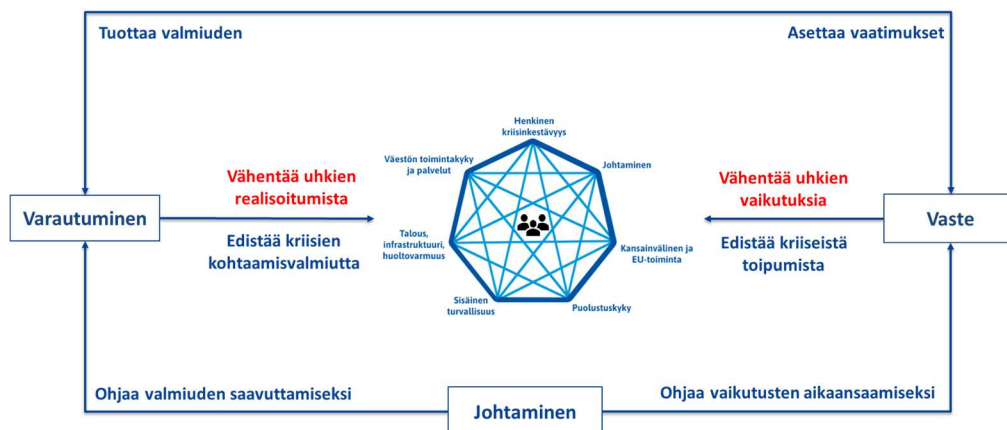 Tuottaa valmiuden
Asettaa vaatimukset
Henkinen
kriisinkestävyys
Väestön toimintakyky
ja palvelut
Johtaminen
Vähentää uhkien
realisoitumista
Vähentää uhkien
vaikutuksia
Varautuminen
Vaste
Edistää kriisien
kohtaamisvalmiutta
Talous,
infrastruktuuri,
huoltovarmuus
Kansainvälinen ja
EU-toiminta
Edistää kriiseistä
toipumista
Sisäinen
turvallisuus
Puolustuskyky
Ohjaa valmiuden saavuttamiseksi
Ohjaa vaikutusten aikaansaamiseksi
Johtaminen